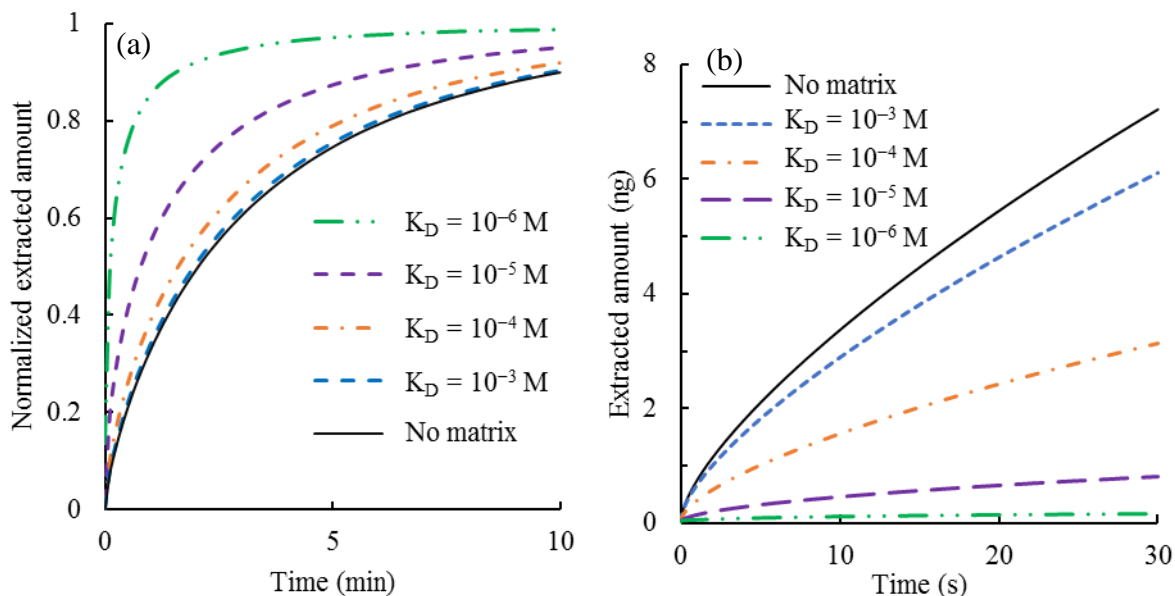 (a)
Normalized extracted amount
1
0.8
0.6
0.4
0.2
0
K_D = 10⁻⁶ M
K_D = 10⁻⁵ M
K_D = 10⁻⁴ M
K_D = 10⁻³ M
No matrix
0 5 10
Time (min)
(b)
Extracted amount (ng)
8
6
4
2
0
No matrix
K_D = 10⁻³ M
K_D = 10⁻⁴ M
K_D = 10⁻⁵ M
K_D = 10⁻⁶ M
0 10 20 30
Time (s)